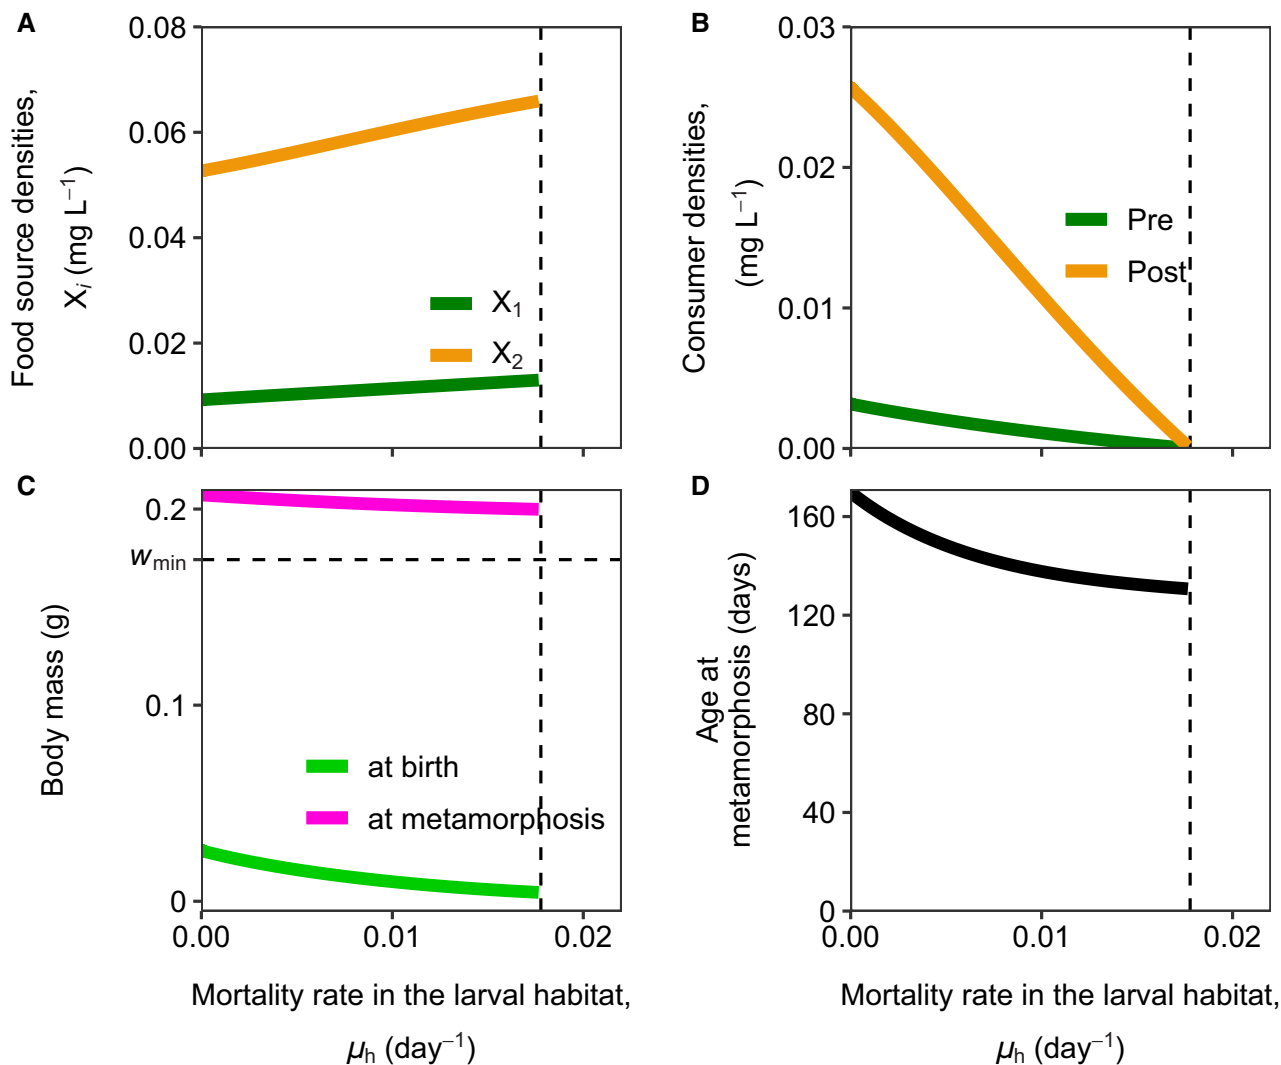 A
Food source densities,
Xᵢ (mg L⁻¹)
0.08
0.06
0.04
0.02
0.00
X₁
X₂
B
Consumer densities,
(mg L⁻¹)
0.03
0.02
0.01
0.00
Pre
Post
C
Body mass (g)
0.2
w_min
0.1
0
at birth
at metamorphosis
0.00 0.01 0.02
Mortality rate in the larval habitat,
μ_h (day⁻¹)
D
Age at
metamorphosis (days)
160
120
80
40
0
0.00 0.01 0.02
Mortality rate in the larval habitat,
μ_h (day⁻¹)